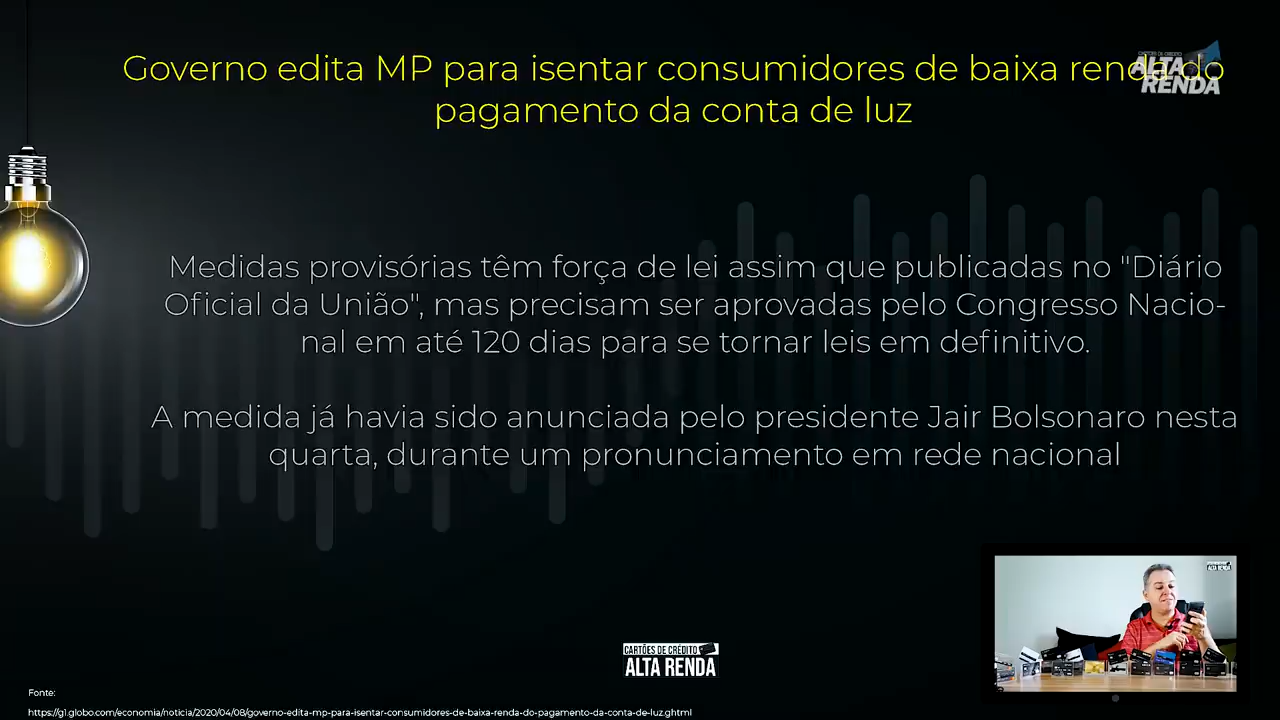 Governo edita MP para isentar consumidores de baixa renda do
pagamento da conta de luz
CARTÕES DE CRÉDITO
ALTA
RENDA
Medidas provisórias têm força de lei assim que publicadas no "Diário
Oficial da União", mas precisam ser aprovadas pelo Congresso Nacio-
nal em até 120 dias para se tornar leis em definitivo.
A medida já havia sido anunciada pelo presidente Jair Bolsonaro nesta
quarta, durante um pronunciamento em rede nacional
ALTA RENDA
CARTÕES DE CRÉDITO
ALTA RENDA
Fonte:
https://g1.globo.com/economia/noticia/2020/04/08/governo-edita-mp-para-isentar-consumidores-de-baixa-renda-do-pagamento-da-conta-de-luz.ghtml